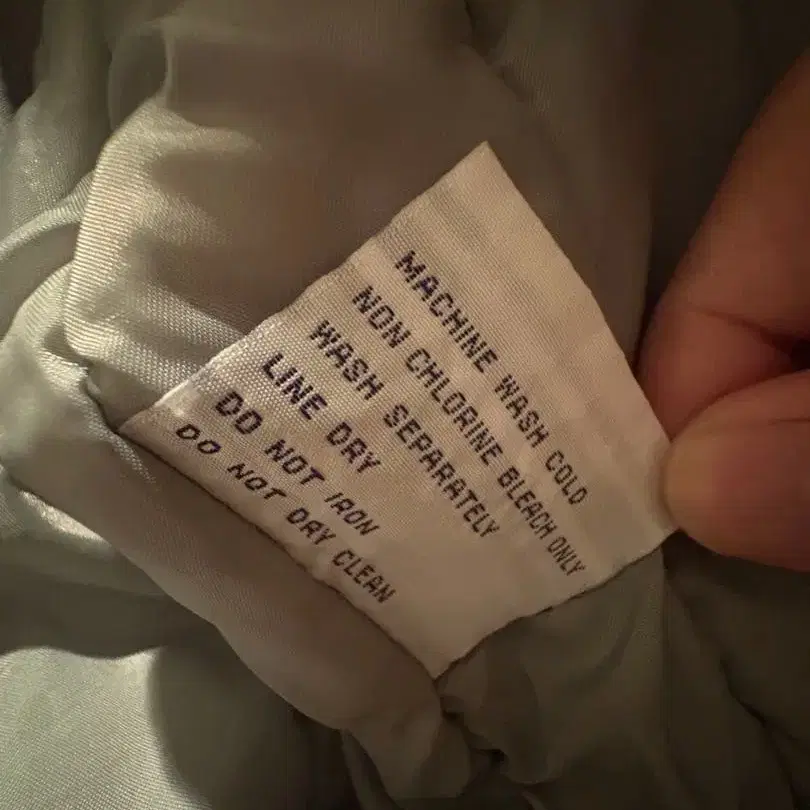 MACHINE WASH COLD
NON CHLORINE BLEACH ONLY
WASH SEPARATELY
LINE DRY
DO NOT IRON
DO NOT DRY CLEAN